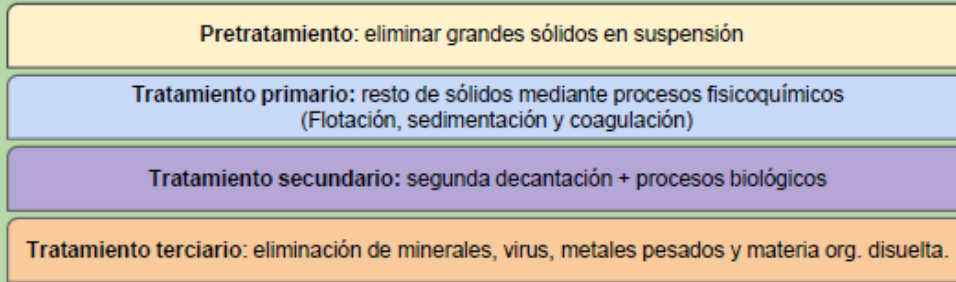 Pretratamiento: eliminar grandes sólidos en suspensión
Tratamiento primario: resto de sólidos mediante procesos fisicoquímicos
(Flotación, sedimentación y coagulación)
Tratamiento secundario: segunda decantación + procesos biológicos
Tratamiento terciario: eliminación de minerales, virus, metales pesados y materia org. disuelta.